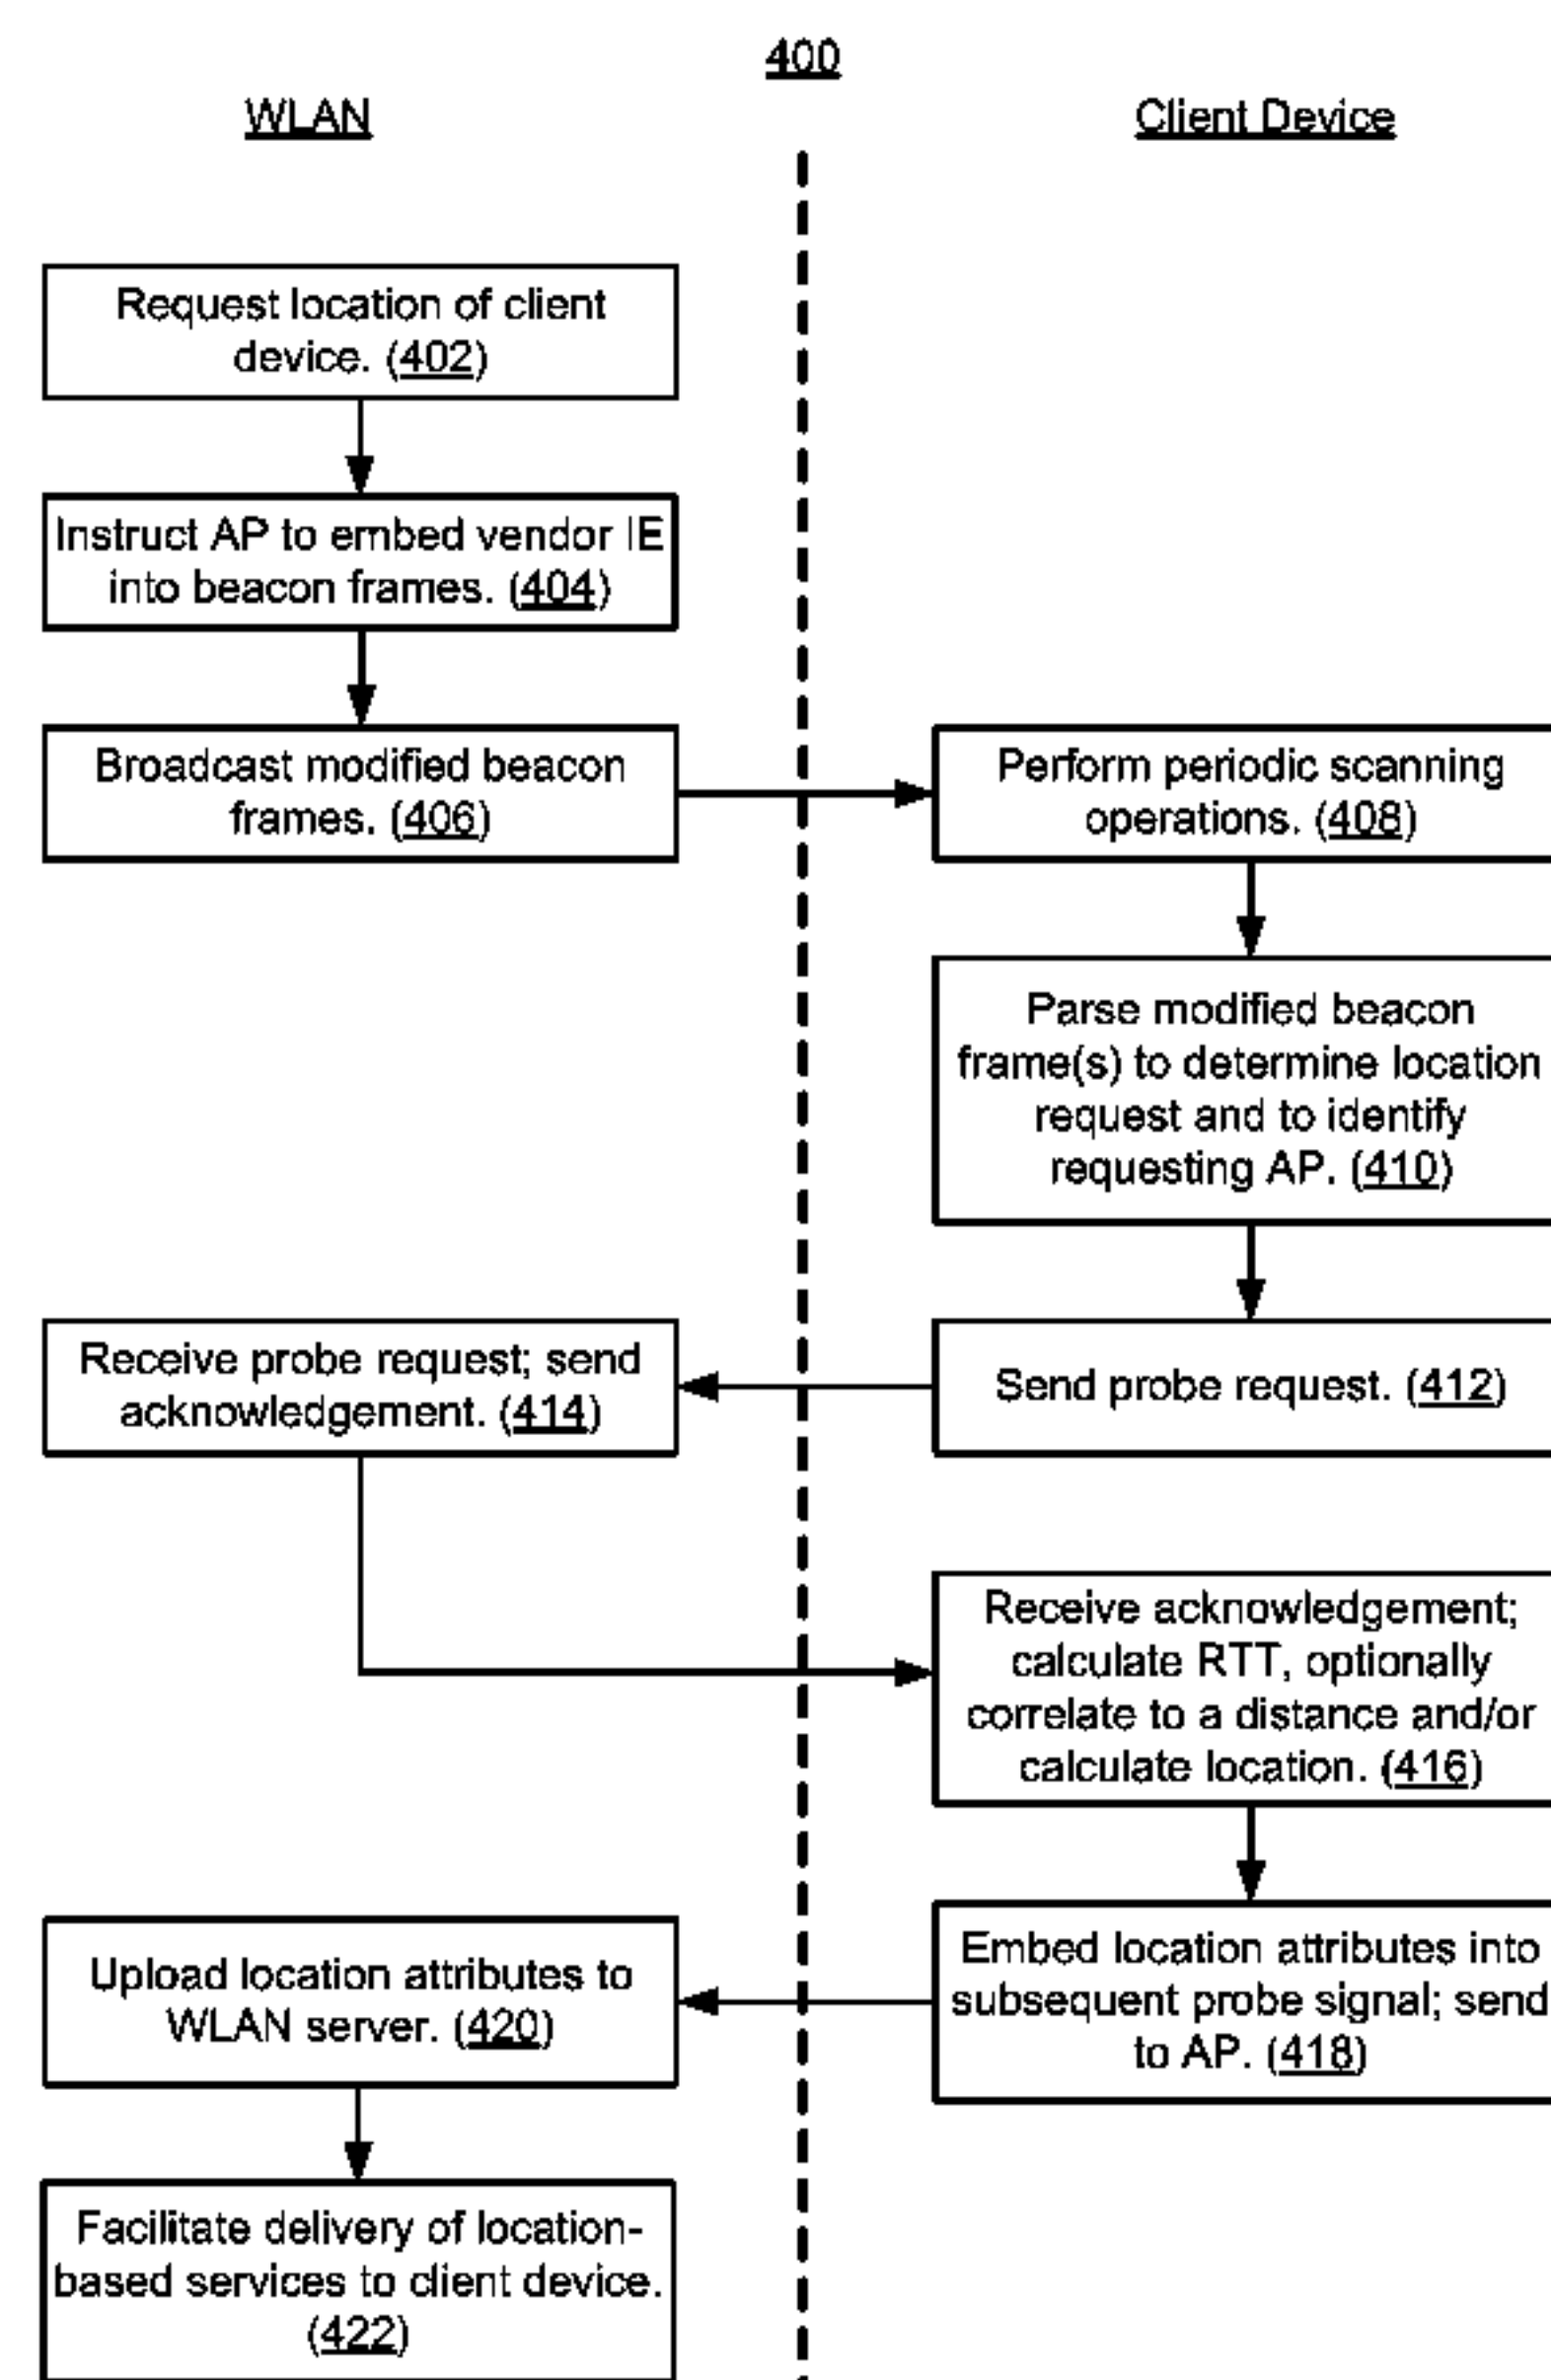 400
WLAN
Client Device
Request location of client
device. (402)
Instruct AP to embed vendor IE
into beacon frames. (404)
Broadcast modified beacon
frames. (406)
Perform periodic scanning
operations. (408)
Parse modified beacon
frame(s) to determine location
request and to identify
requesting AP. (410)
Send probe request. (412)
Receive probe request; send
acknowledgement. (414)
Receive acknowledgement;
calculate RTT, optionally
correlate to a distance and/or
calculate location. (416)
Embed location attributes into
subsequent probe signal; send
to AP. (418)
Upload location attributes to
WLAN server. (420)
Facilitate delivery of location-
based services to client device.
(422)